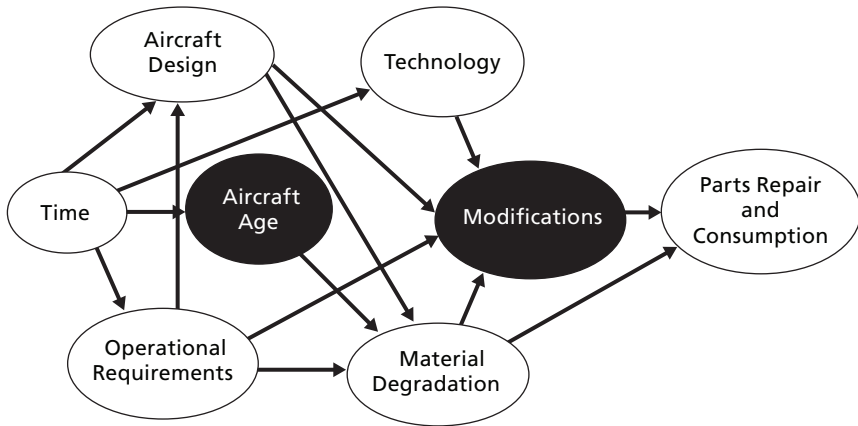 Aircraft
Design
Technology
Time
Aircraft
Age
Modifications
Parts Repair
and
Consumption
Operational
Requirements
Material
Degradation